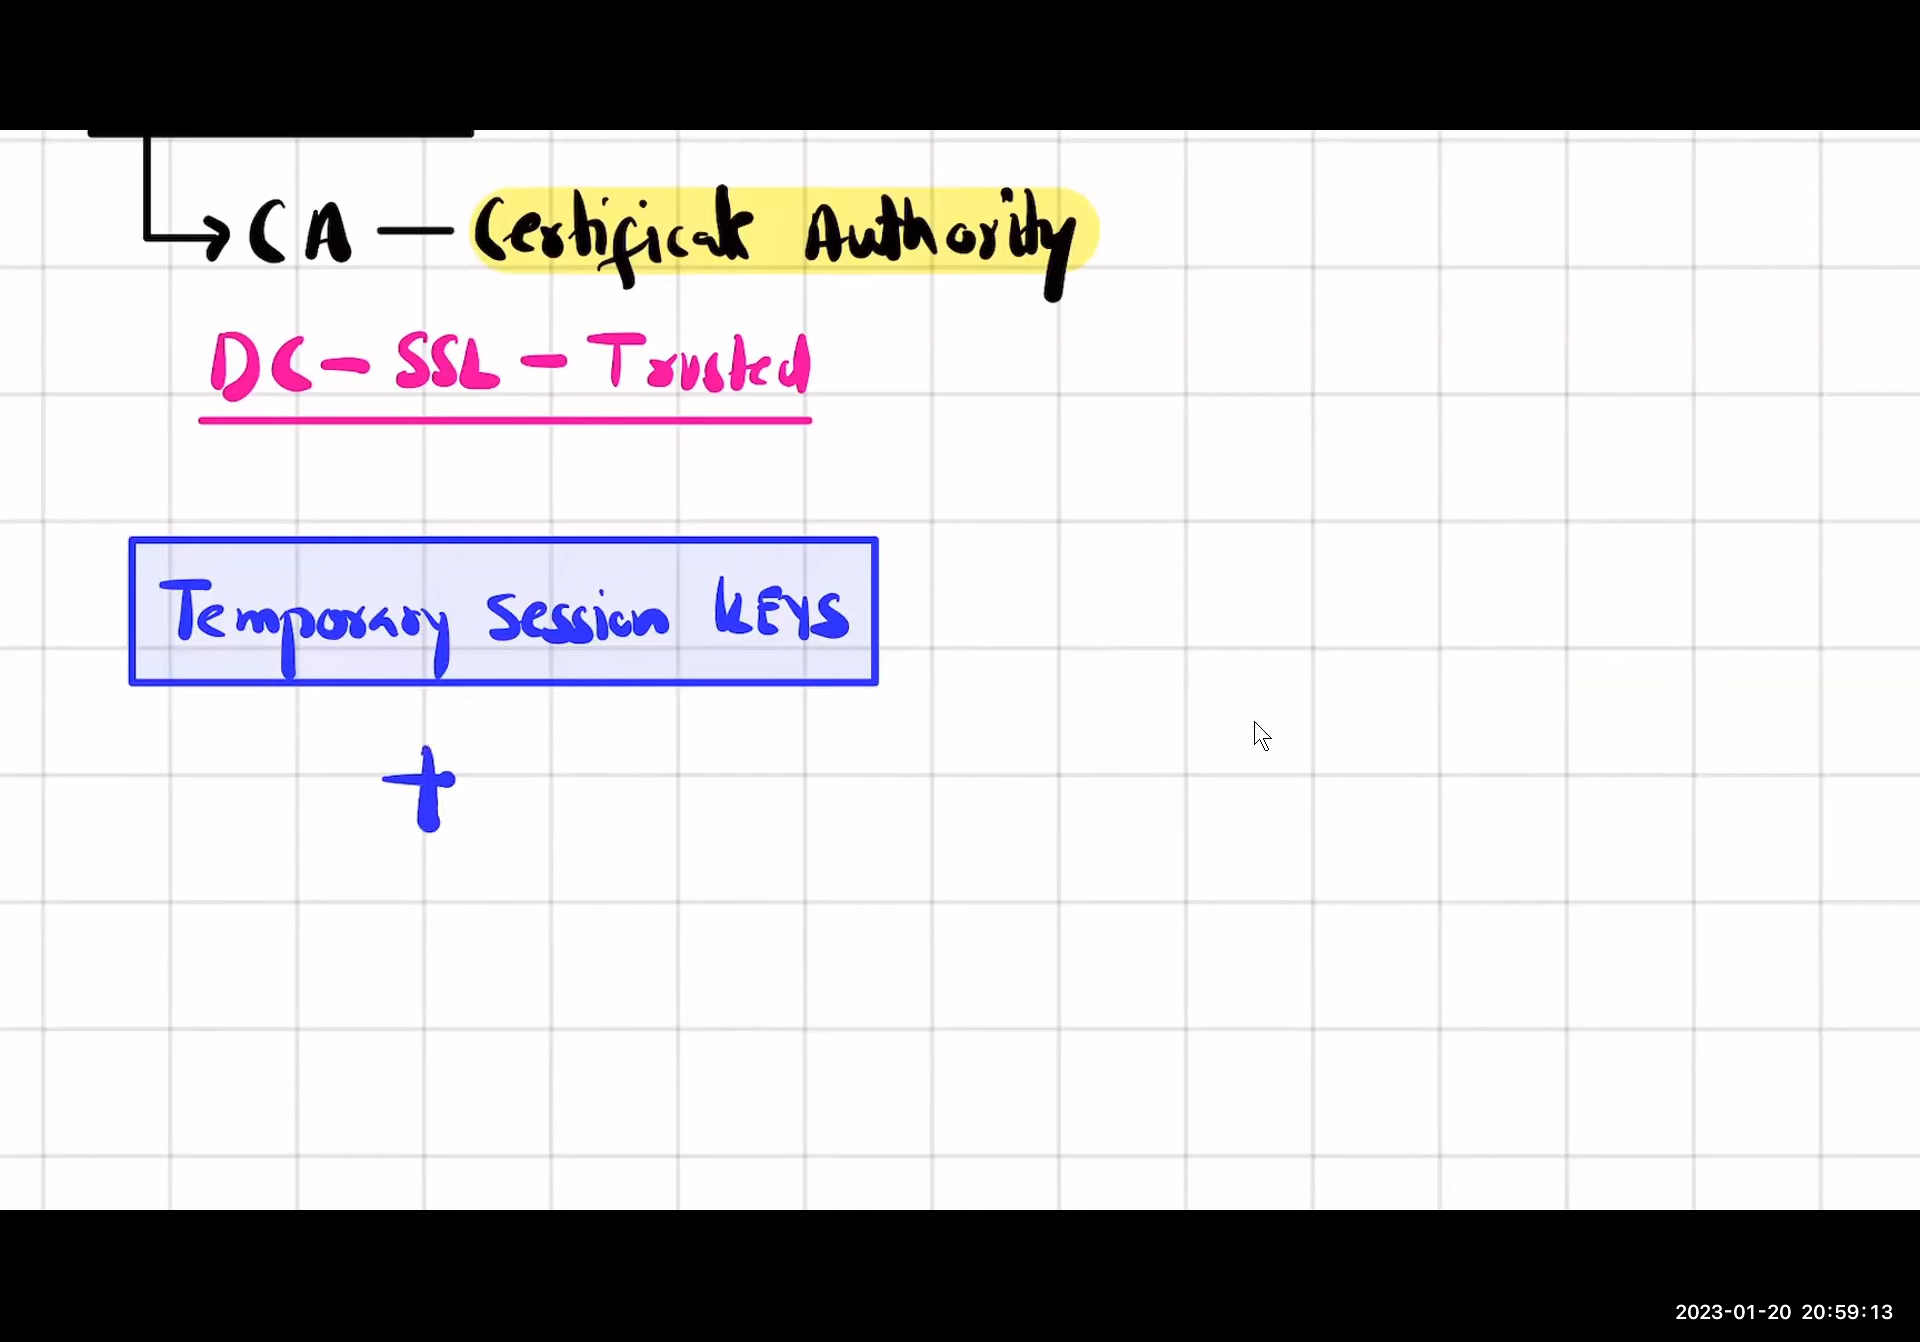 CA — Certificate Authority
DC - SSL - Trusted
Temporary Session KEYS
+
2023-01-20 20:59:13